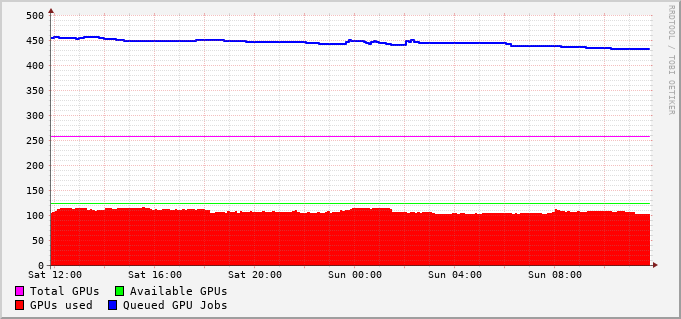 500
450
400
350
300
250
200
150
100
50
0
Sat 12:00 Sat 16:00 Sat 20:00 Sun 00:00 Sun 04:00 Sun 08:00
Total GPUs Available GPUs
GPUs used Queued GPU Jobs
RRDTOOL / TOBI OETIKER